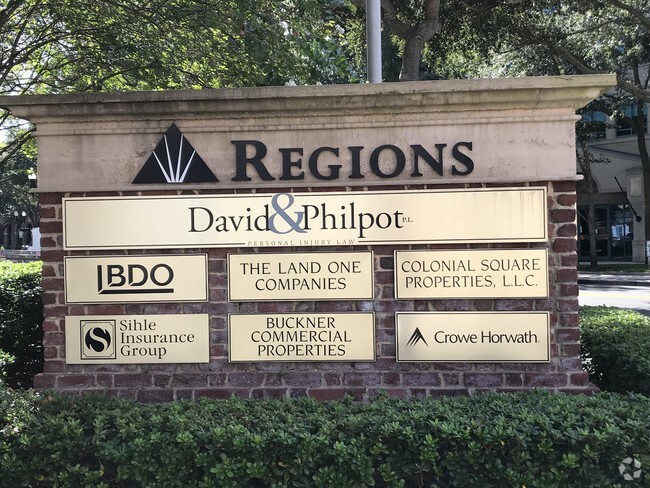 REGIONS
David & Philpot P.L.
PERSONAL INJURY LAW
IBDO
THE LAND ONE
COMPANIES
COLONIAL SQUARE
PROPERTIES, L.L.C.
S Sihle
Insurance
Group
BUCKNER
COMMERCIAL
PROPERTIES
Crowe Horwath